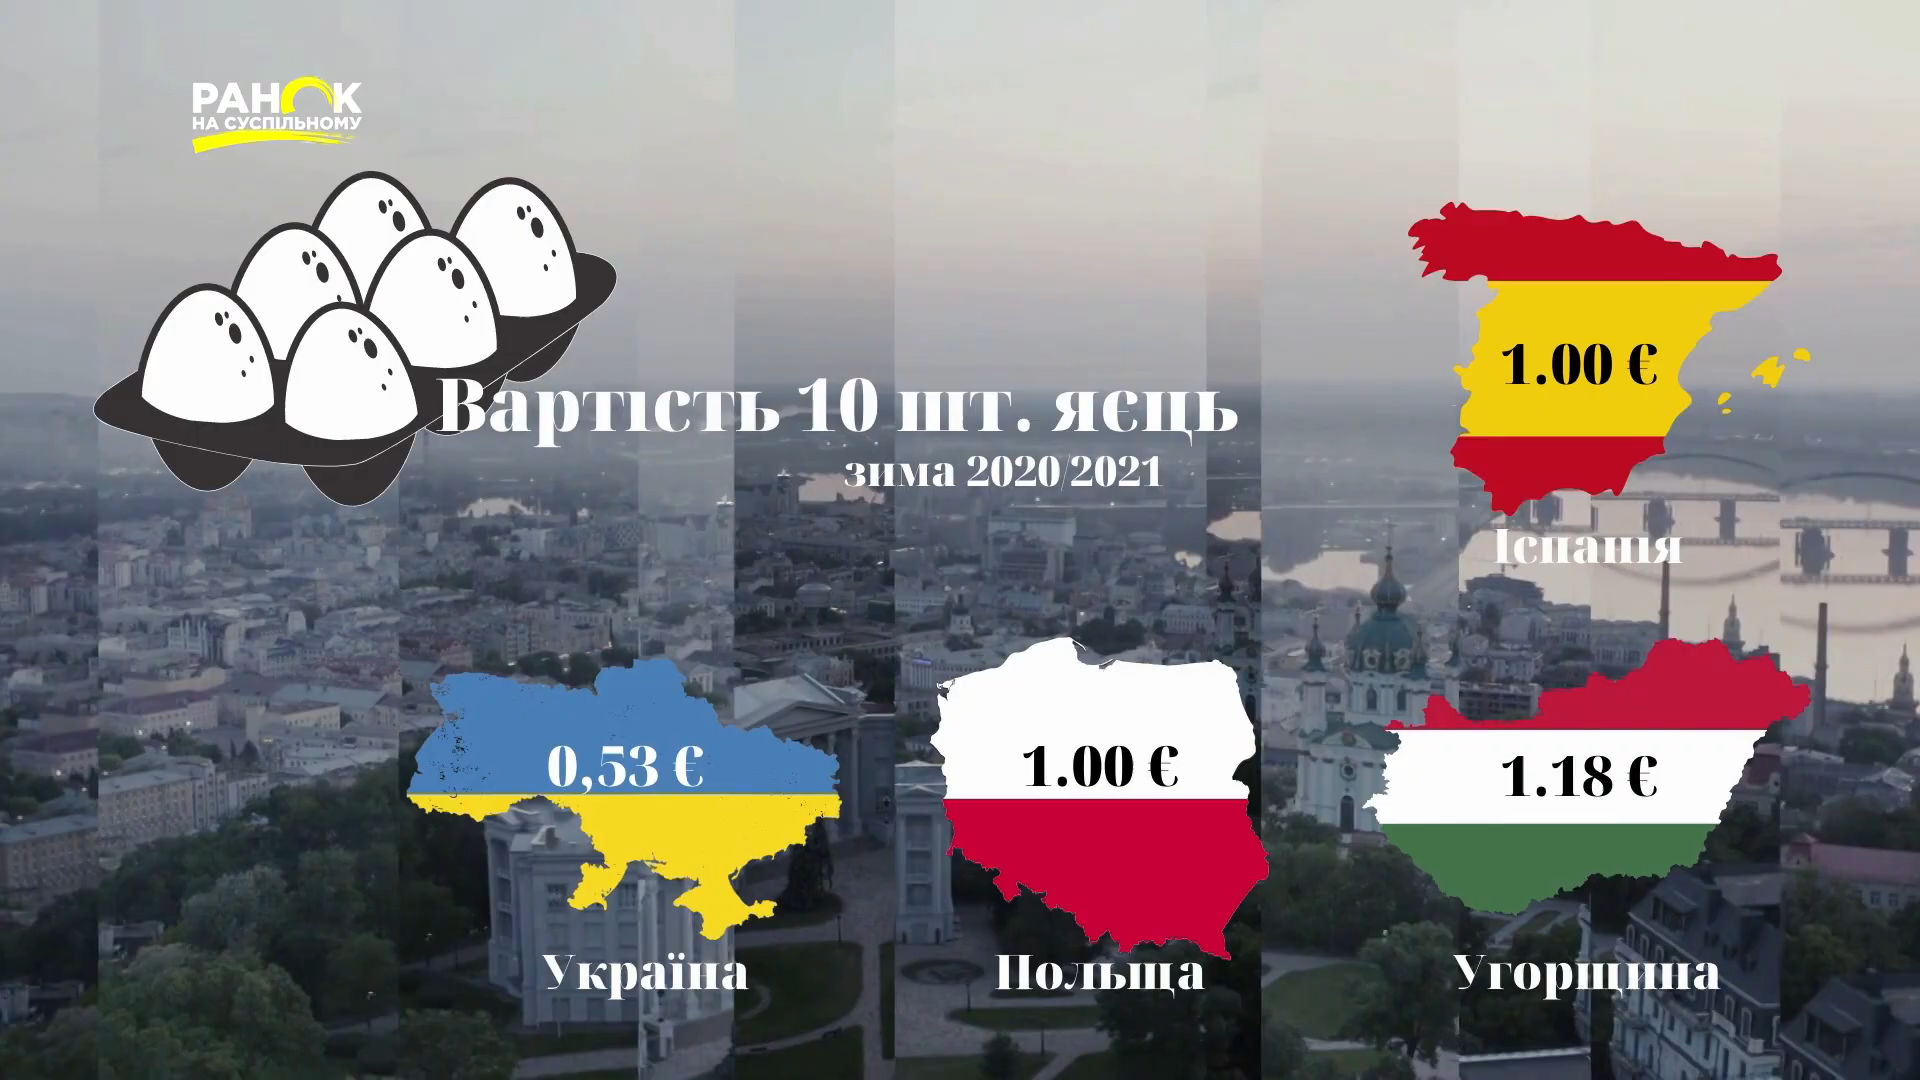 РАНОК
НА СУСПІЛЬНОМУ
Вартість 10 шт. яєць
зима 2020/2021
1.00 €
Іспанія
0,53 €
Україна
1.00 €
Польща
1.18 €
Угорщина